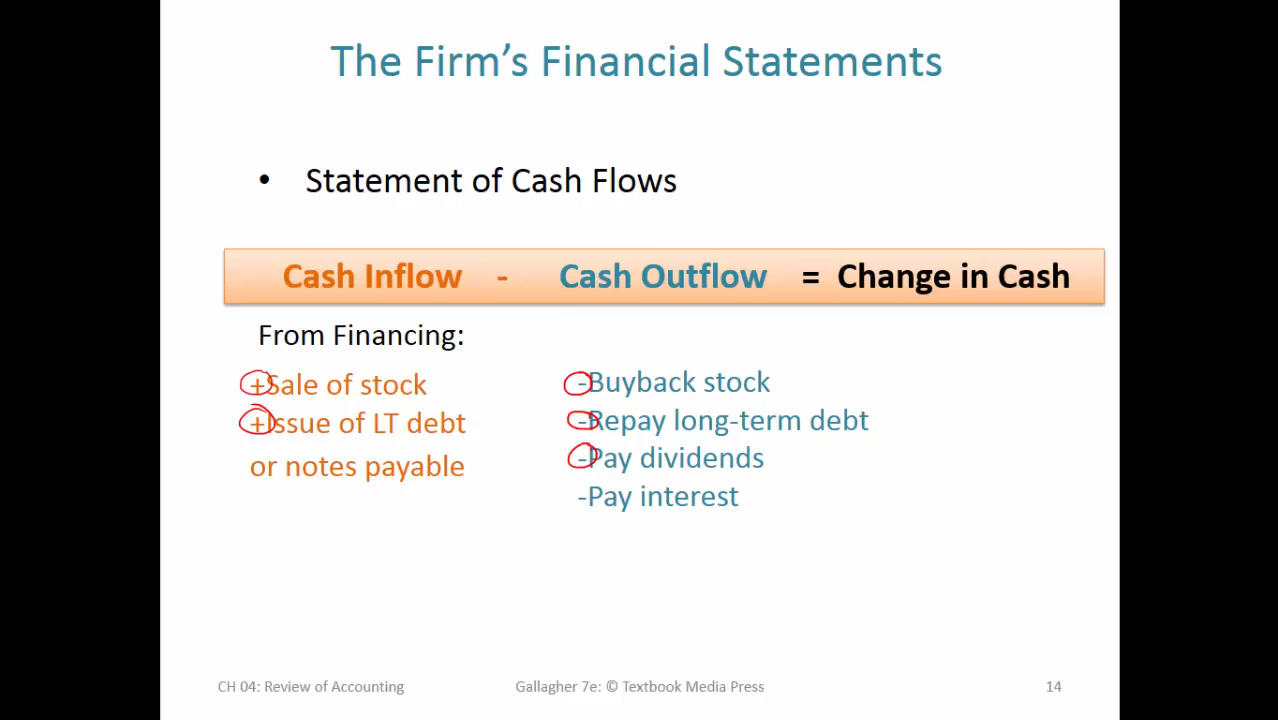 The Firm's Financial Statements
• Statement of Cash Flows
Cash Inflow - Cash Outflow = Change in Cash
From Financing:
+Sale of stock
+Issue of LT debt
or notes payable
-Buyback stock
-Repay long-term debt
-Pay dividends
-Pay interest
CH 04: Review of Accounting
Gallagher 7e: © Textbook Media Press
14